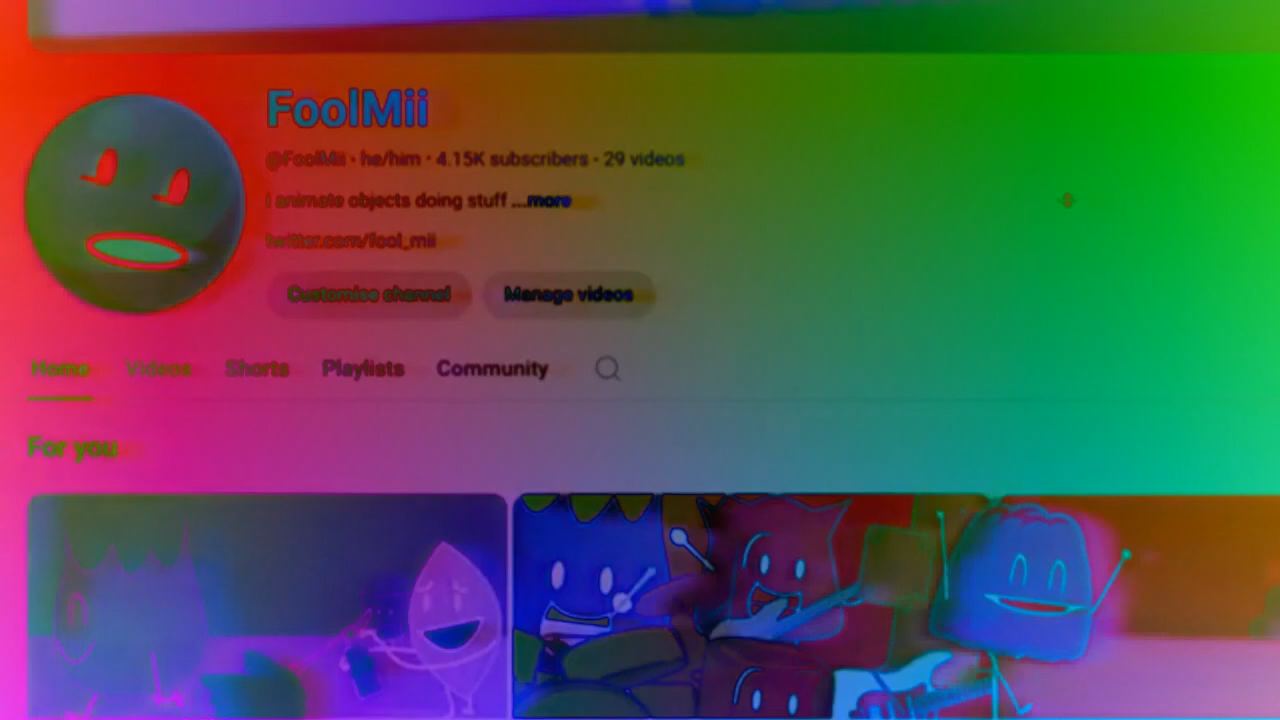 FoolMii
@FoolMii · he/him · 4.15K subscribers · 29 videos
I animate objects doing stuff ...more
twitter.com/fool_mii
Customise channel Manage videos
Home Videos Shorts Playlists Community
For you